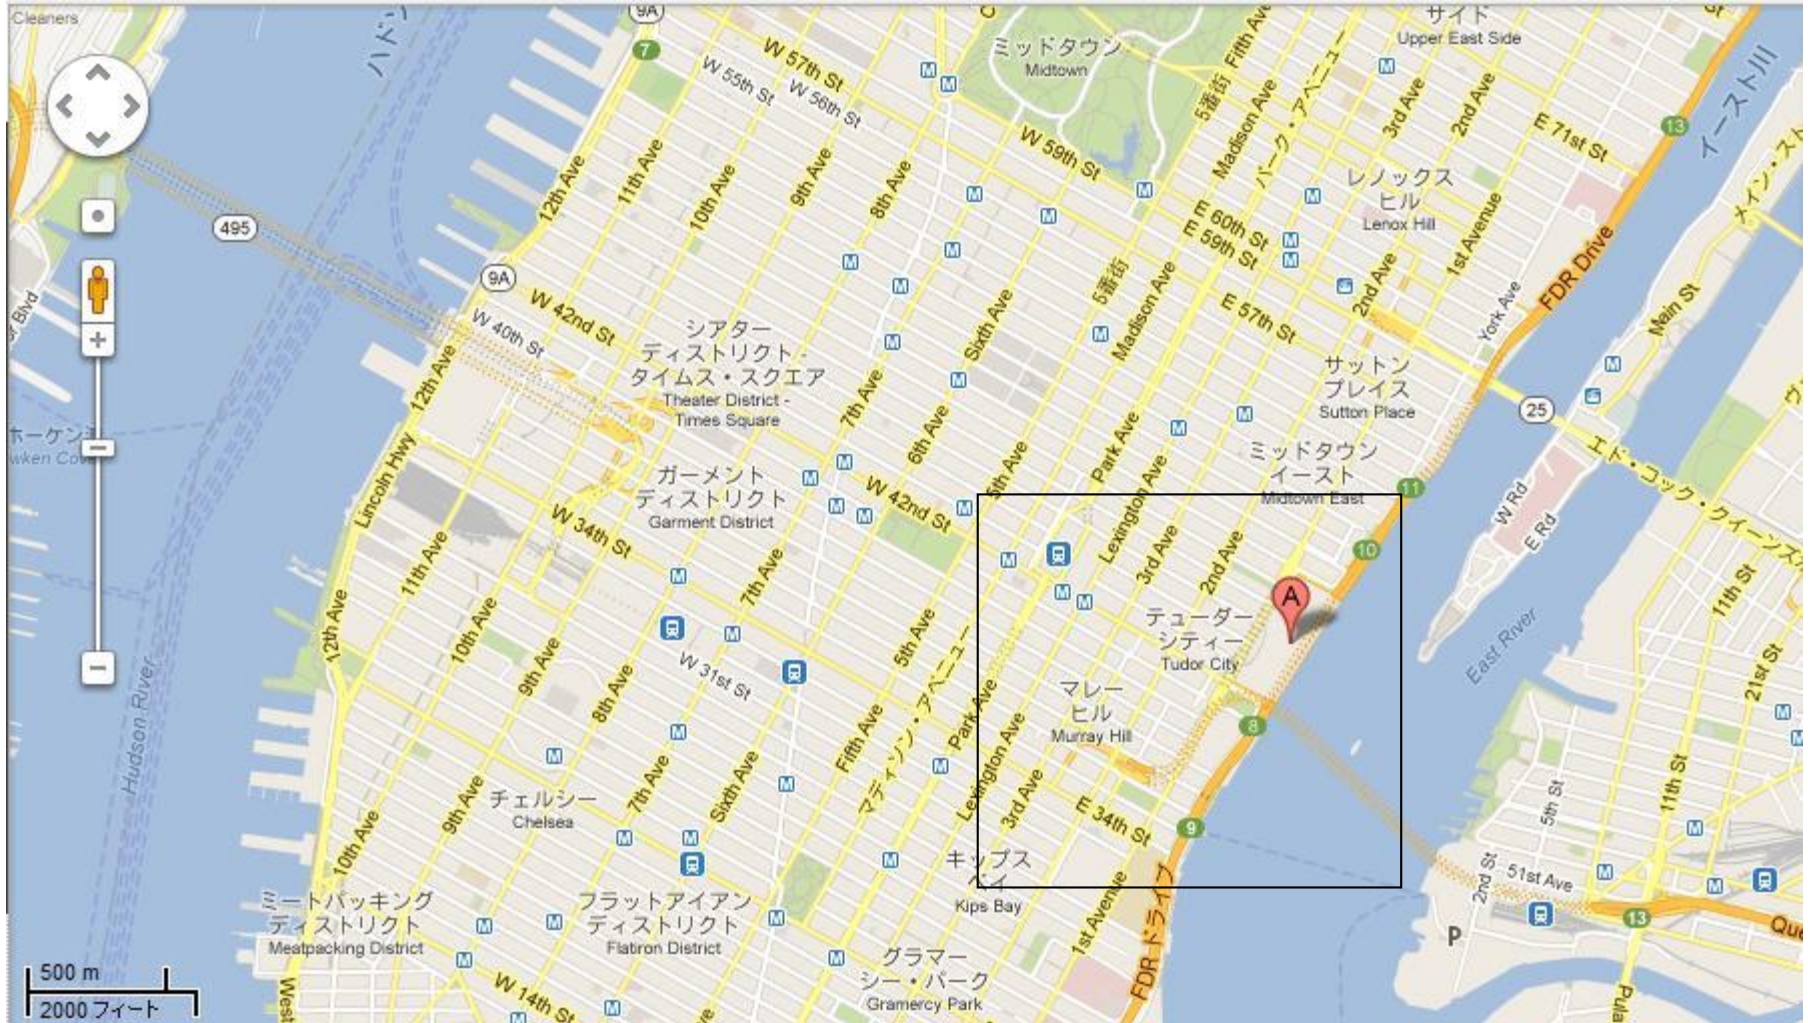 Cleaners
9A
7
W 57th St
W 55th St
W 56th St
ミッドタウン
Midtown
サイド
Upper East Side
Fifth Ave
5番街
Madison Ave
パーク・アベニュー
3rd Ave
2nd Ave
E 71st St
13
イースト川
W 59th St
レノックス
ヒル
Lenox Hill
12th Ave
11th Ave
10th Ave
9th Ave
8th Ave
495
9A
E 60th St
E 59th St
1st Avenue
FDR Drive
W 42nd St
W 40th St
シアター
ディストリクト -
タイムス・スクエア
Theater District -
Times Square
Sixth Ave
5番街
Madison Ave
E 57th St
2nd Ave
York Ave
Main St
サットン
プレイス
Sutton Place
25
12th Ave
7th Ave
6th Ave
5th Ave
Park Ave
Lexington Ave
ミッドタウン
イースト
Midtown East
11
W Rd
E Rd
Lincoln Hwy
ガーメント
ディストリクト
Garment District
W 42nd St
W 34th St
11th Ave
7th Ave
Lexington Ave
3rd Ave
2nd Ave
10
A
テューダー
シティー
Tudor City
East River
11th St
21st St
12th Ave
10th Ave
9th Ave
8th Ave
W 31st St
5th Ave
Fifth Ave
マディソン・アベニュー
Park Ave
マレー
ヒル
Murray Hill
8
Hudson River
チェルシー
Chelsea
10th Ave
9th Ave
7th Ave
Sixth Ave
Lexington Ave
3rd Ave
E 34th St
9
キップス
ベイ
Kips Bay
1st Avenue
FDR ドライブ
5th St
11th St
2nd St
51st Ave
13
P
ミートパッキング
ディストリクト
Meatpacking District
フラットアイアン
ディストリクト
Flatiron District
グラマー
シー・パーク
Gramercy Park
W 14th St
West
500 m
2000 フィート